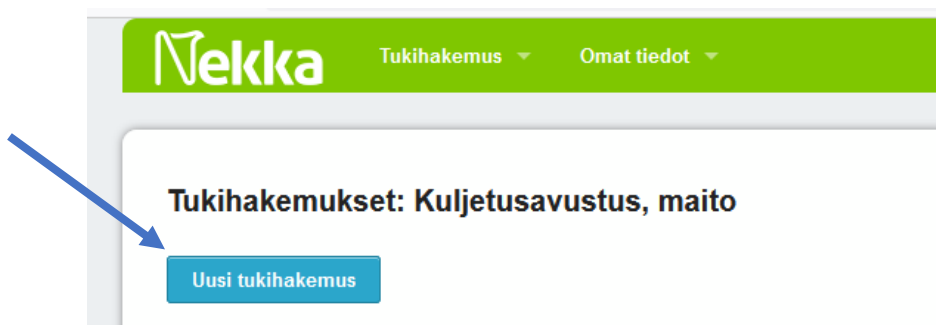 Nekka Tukihakemus Omat tiedot
Tukihakemukset: Kuljetusavustus, maito
Uusi tukihakemus